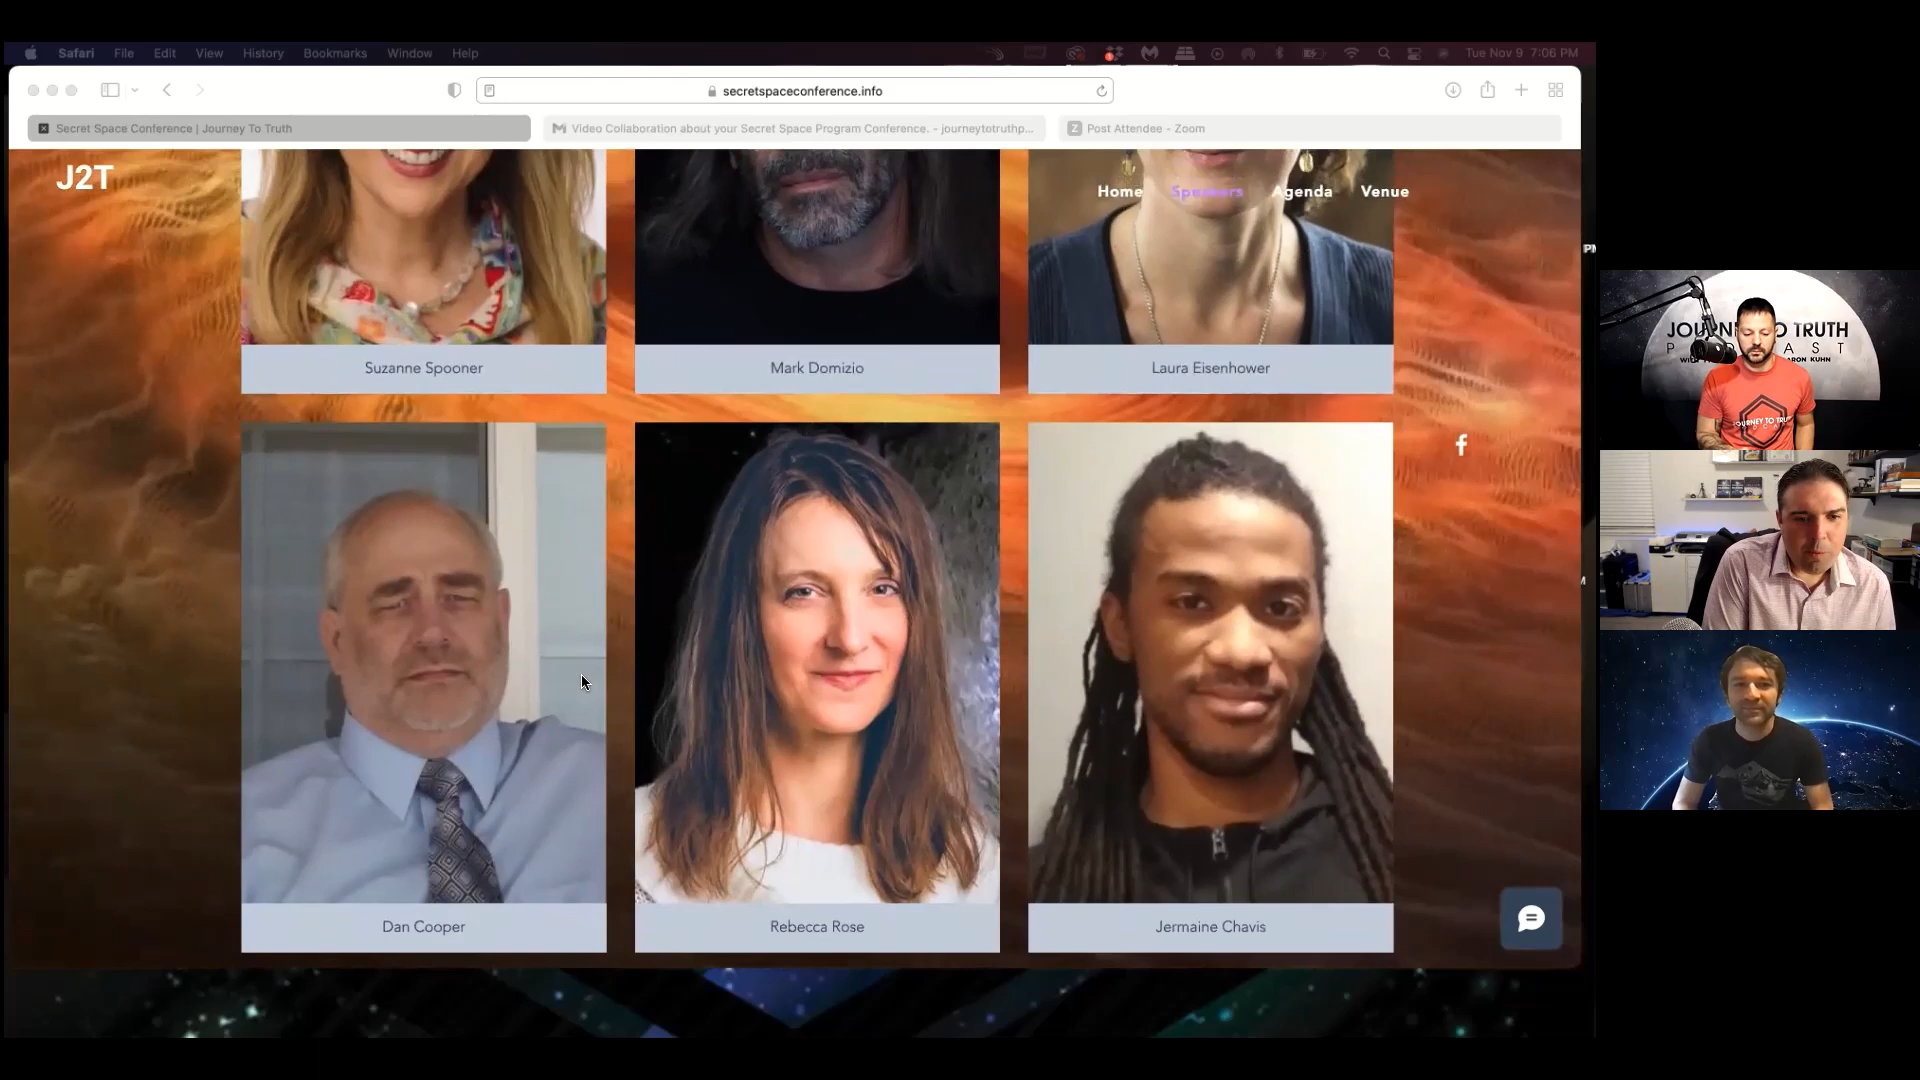 Safari File Edit View History Bookmarks Window Help Tue Nov 9 7:06 PM
secretspaceconference.info
Secret Space Conference | Journey To Truth
Video Collaboration about your Secret Space Program Conference. - journeytotruthp...
Post Attendee - Zoom
J2T
Home Speakers Agenda Venue
Suzanne Spooner
Mark Domizio
Laura Eisenhower
Dan Cooper
Rebecca Rose
Jermaine Chavis
TRUTH
JOURNEY TO